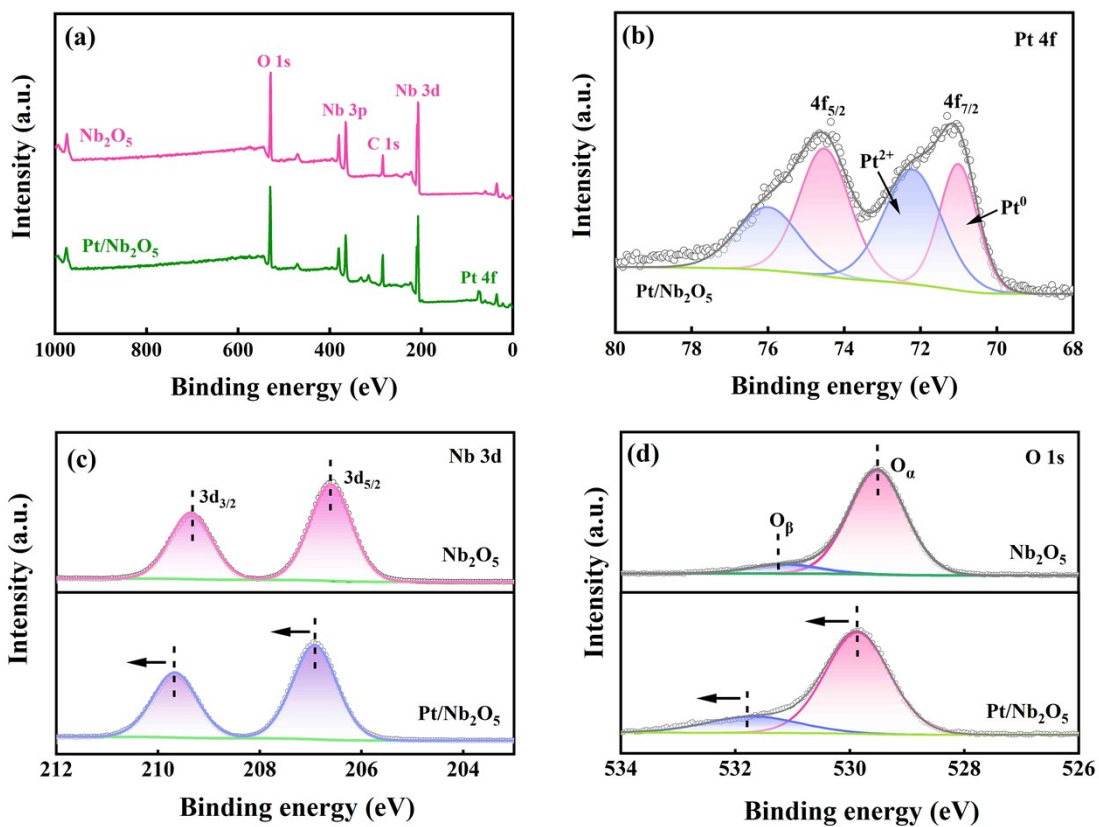 (a)
O 1s
Nb 3d
Nb 3p
C 1s
Nb₂O₅
Pt/Nb₂O₅
Pt 4f
Intensity (a.u.)
1000 800 600 400 200 0
Binding energy (eV)
(b)
Pt 4f
4f₅/₂
4f₇/₂
Pt²⁺
Pt⁰
Pt/Nb₂O₅
Intensity (a.u.)
80 78 76 74 72 70 68
Binding energy (eV)
(c)
Nb 3d
3d₅/₂
3d₃/₂
Nb₂O₅
Pt/Nb₂O₅
Intensity (a.u.)
212 210 208 206 204
Binding energy (eV)
(d)
O 1s
Oα
Oβ
Nb₂O₅
Pt/Nb₂O₅
Intensity (a.u.)
534 532 530 528 526
Binding energy (eV)